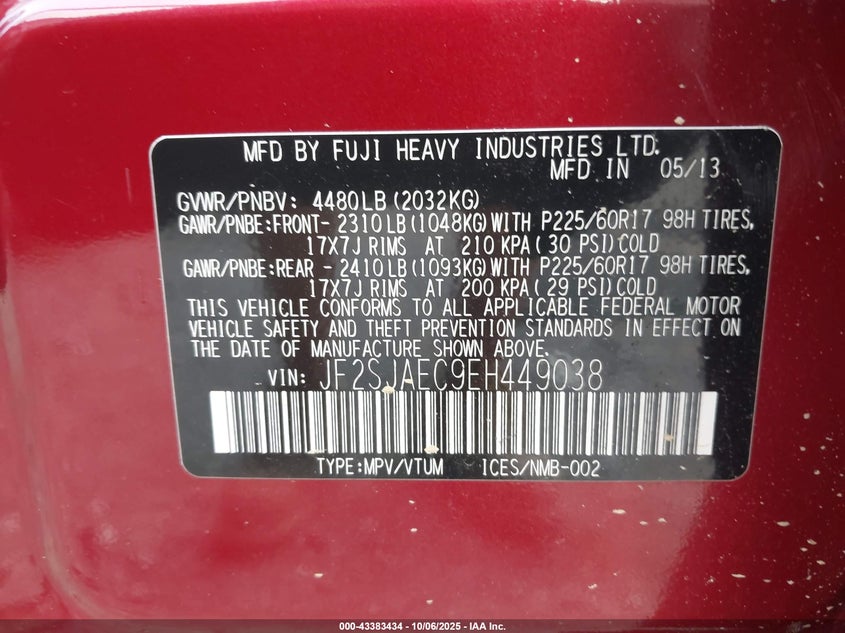 MFD BY FUJI HEAVY INDUSTRIES LTD.
MFD IN 05/13
GVWR/PNBV: 4480LB(2032KG)
GAWR/PNBE:FRONT- 2310LB(1048KG)WITH P225/60R17 98H TIRES,
17X7J RIMS AT 210 KPA(30 PSI)COLD
GAWR/PNBE:REAR - 2410LB(1093KG)WITH P225/60R17 98H TIRES,
17X7J RIMS AT 200 KPA(29 PSI)COLD
THIS VEHICLE CONFORMS TO ALL APPLICABLE FEDERAL MOTOR
VEHICLE SAFETY AND THEFT PREVENTION STANDARDS IN EFFECT ON
THE DATE OF MANUFACTURE SHOWN ABOVE.
VIN: JF2SJAEC9EH449038
TYPE:MPV/VTUM ICES/NMB-002
000-43383434 - 10/06/2025 - IAA Inc.